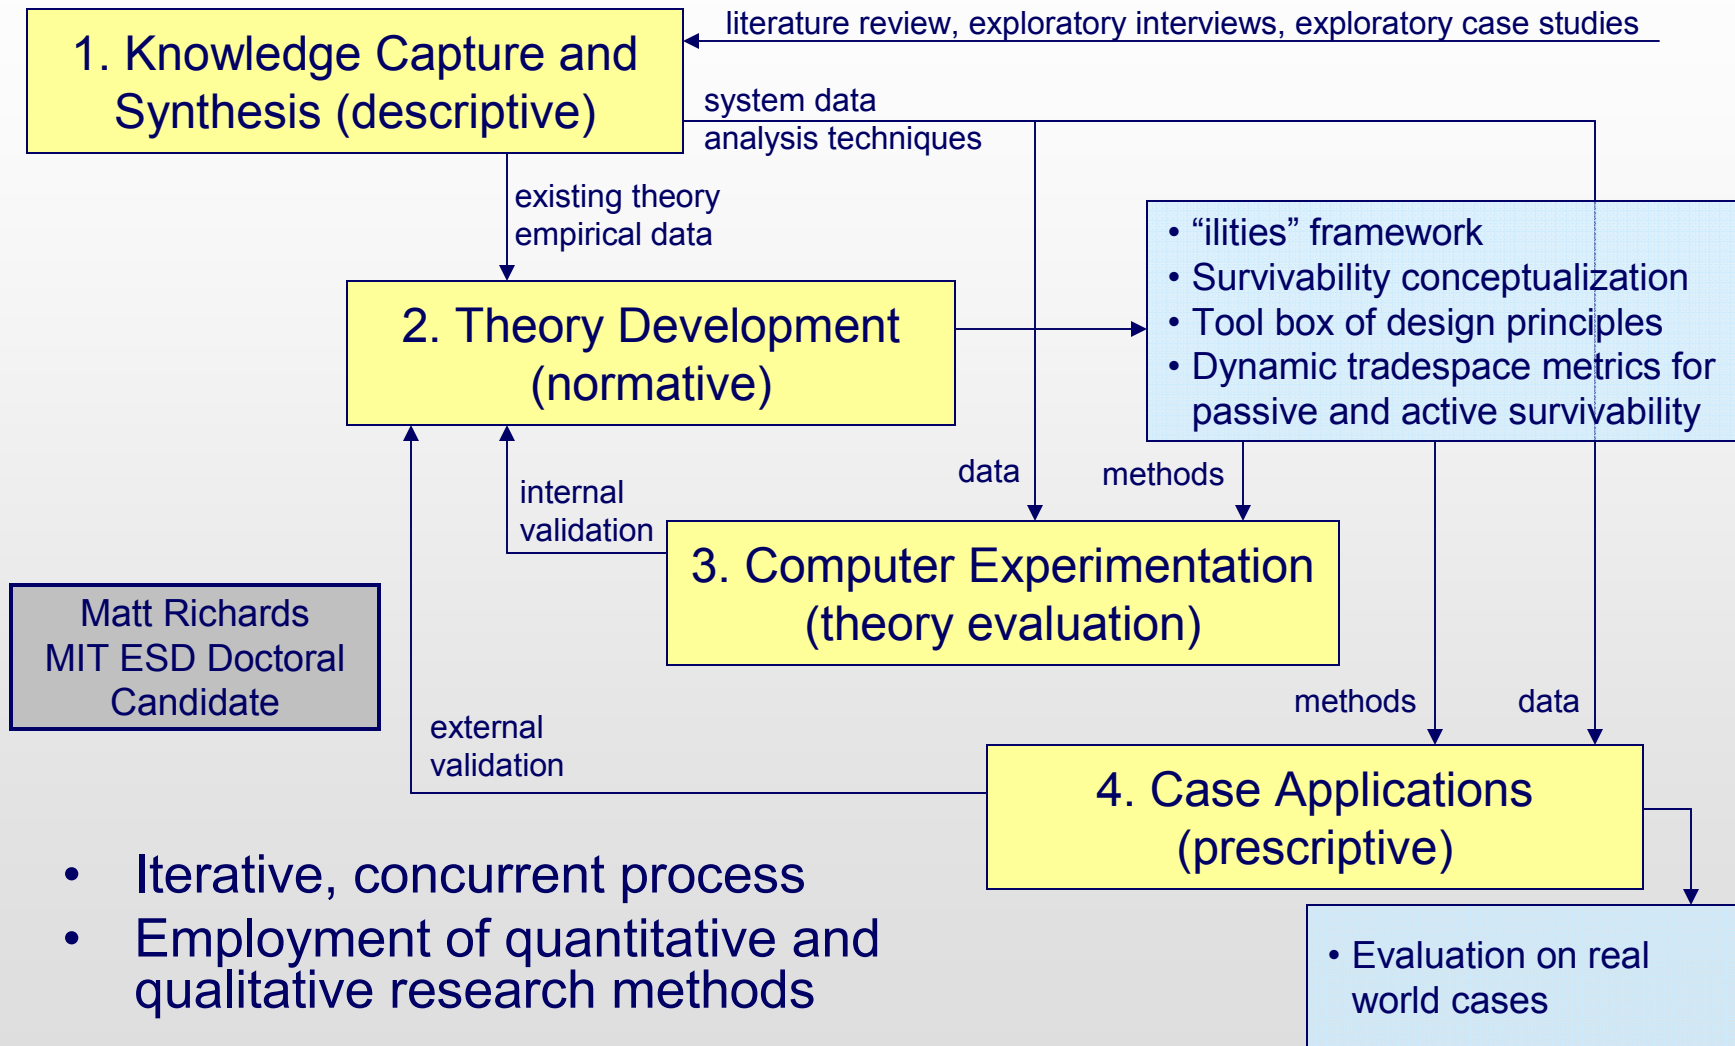 literature review, exploratory interviews, exploratory case studies
1. Knowledge Capture and
Synthesis (descriptive)
system data
analysis techniques
existing theory
empirical data
• “ilities” framework
• Survivability conceptualization
• Tool box of design principles
• Dynamic tradespace metrics for
passive and active survivability
2. Theory Development
(normative)
data
methods
internal
validation
3. Computer Experimentation
(theory evaluation)
Matt Richards
MIT ESD Doctoral
Candidate
methods
data
external
validation
4. Case Applications
(prescriptive)
• Iterative, concurrent process
• Employment of quantitative and
qualitative research methods
• Evaluation on real
world cases